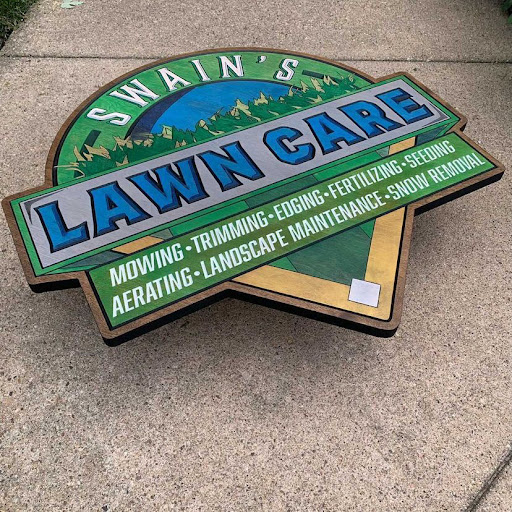 SWAIN'S
LAWN CARE
MOWING • TRIMMING • EDGING • FERTILIZING • SEEDING
AERATING • LANDSCAPE MAINTENANCE • SNOW REMOVAL